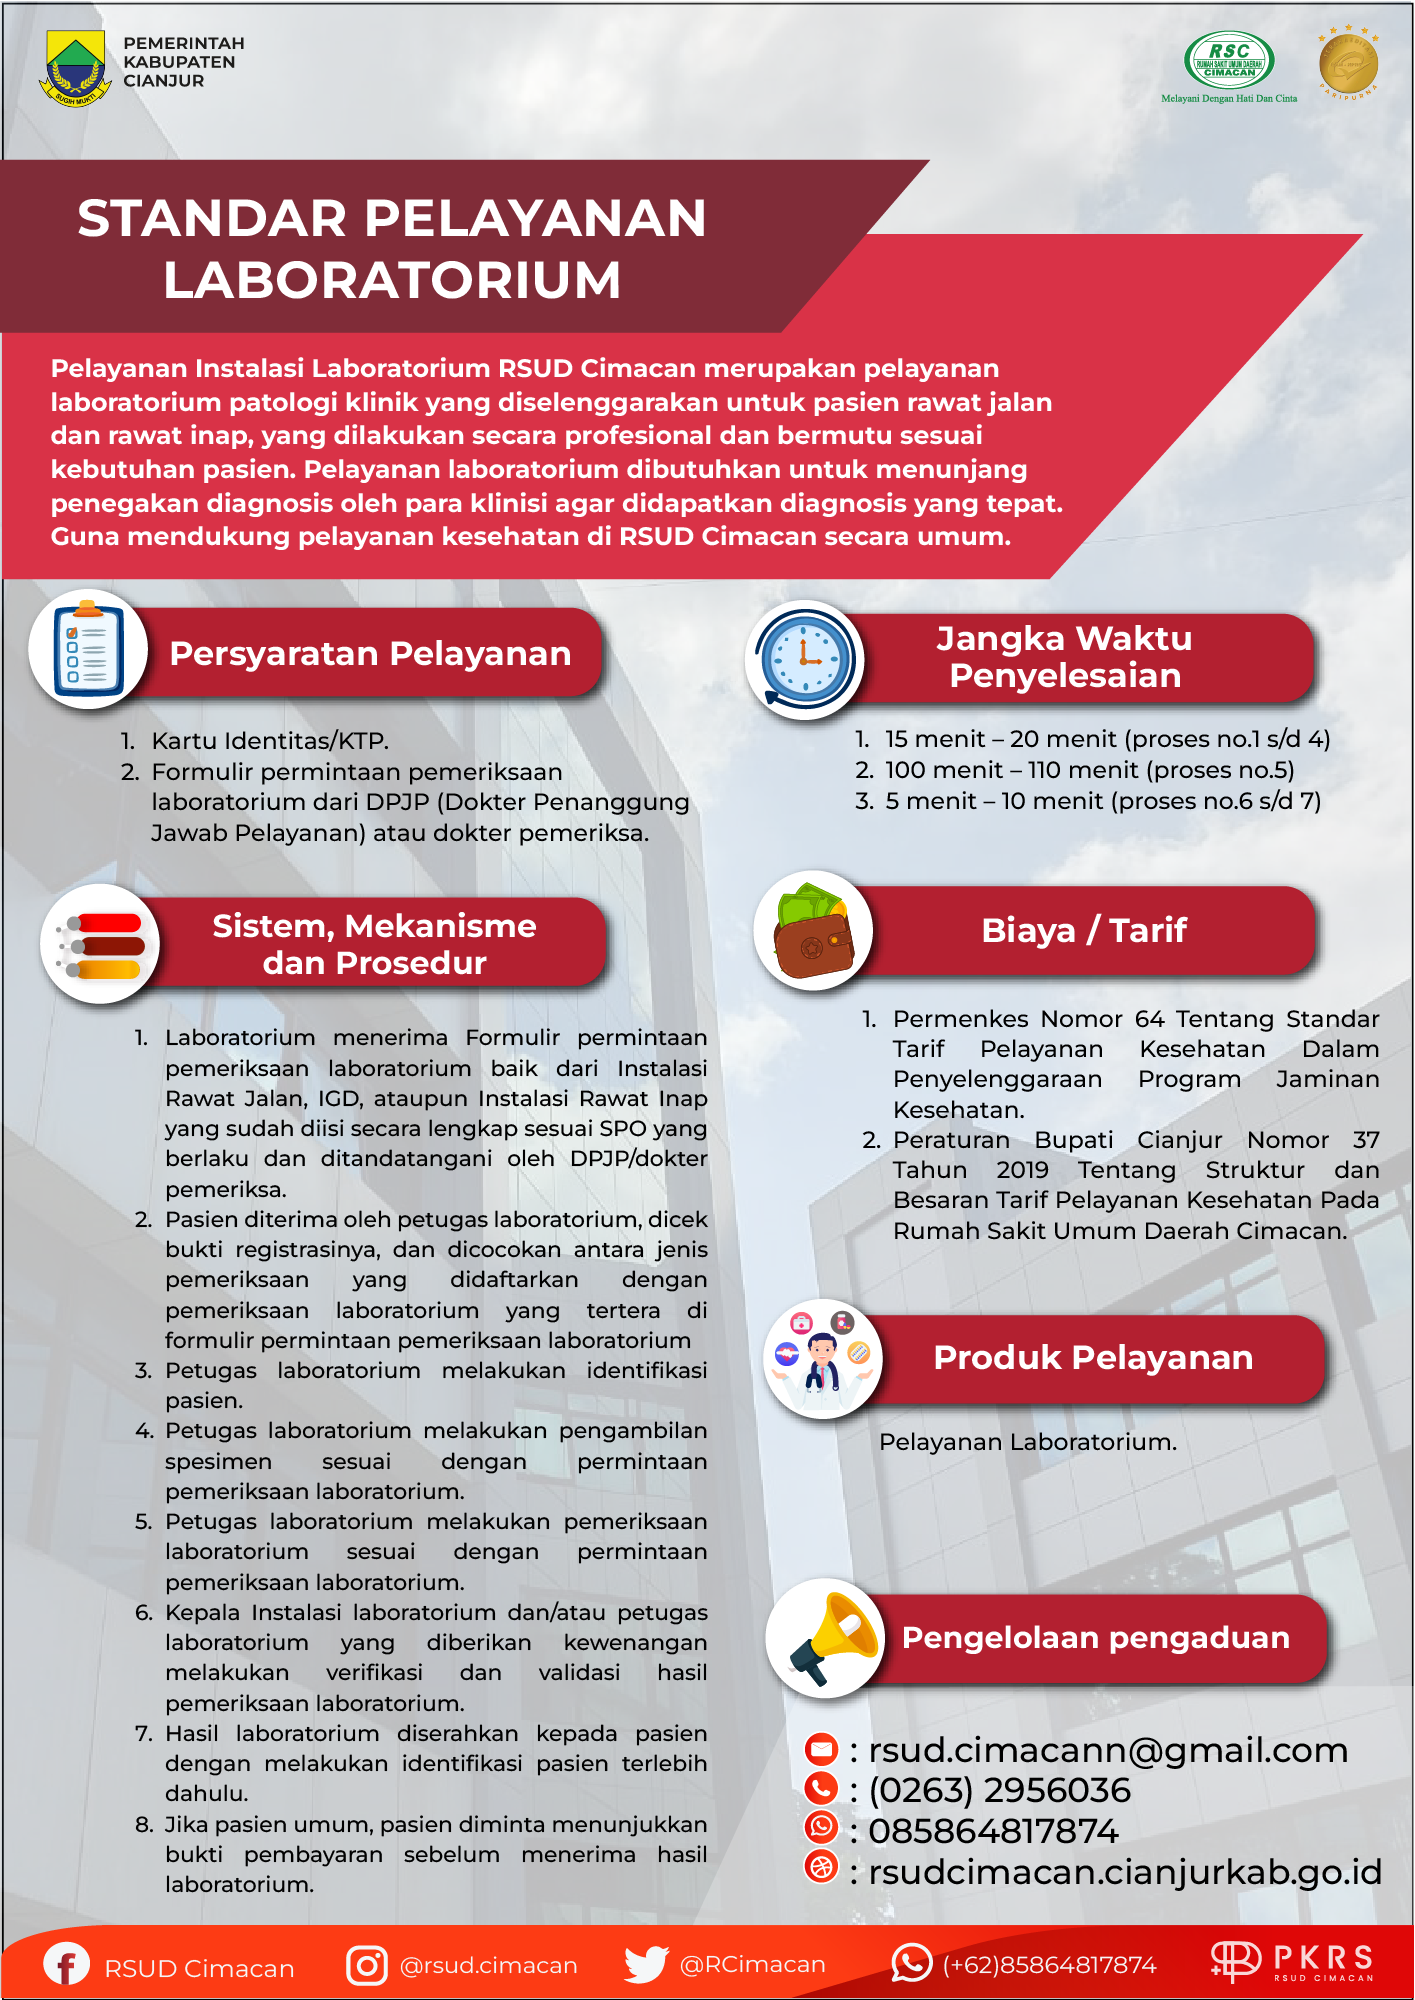 PEMERINTAH
KABUPATEN
CIANJUR
SUGIH MUKTI
RSC
RUMAH SAKIT UMUM DAERAH
CIMACAN
Melayani Dengan Hati Dan Cinta
PARIPURNA
STANDAR PELAYANAN
LABORATORIUM
Pelayanan Instalasi Laboratorium RSUD Cimacan merupakan pelayanan
laboratorium patologi klinik yang diselenggarakan untuk pasien rawat jalan
dan rawat inap, yang dilakukan secara profesional dan bermutu sesuai
kebutuhan pasien. Pelayanan laboratorium dibutuhkan untuk menunjang
penegakan diagnosis oleh para klinisi agar didapatkan diagnosis yang tepat.
Guna mendukung pelayanan kesehatan di RSUD Cimacan secara umum.
Persyaratan Pelayanan
1. Kartu Identitas/KTP.
2. Formulir permintaan pemeriksaan
laboratorium dari DPJP (Dokter Penanggung
Jawab Pelayanan) atau dokter pemeriksa.
Sistem, Mekanisme
dan Prosedur
1. Laboratorium menerima Formulir permintaan
pemeriksaan laboratorium baik dari Instalasi
Rawat Jalan, IGD, ataupun Instalasi Rawat Inap
yang sudah diisi secara lengkap sesuai SPO yang
berlaku dan ditandatangani oleh DPJP/dokter
pemeriksa.
2. Pasien diterima oleh petugas laboratorium, dicek
bukti registrasinya, dan dicocokan antara jenis
pemeriksaan yang didaftarkan dengan
pemeriksaan laboratorium yang tertera di
formulir permintaan pemeriksaan laboratorium
3. Petugas laboratorium melakukan identifikasi
pasien.
4. Petugas laboratorium melakukan pengambilan
spesimen sesuai dengan permintaan
pemeriksaan laboratorium.
5. Petugas laboratorium melakukan pemeriksaan
laboratorium sesuai dengan permintaan
pemeriksaan laboratorium.
6. Kepala Instalasi laboratorium dan/atau petugas
laboratorium yang diberikan kewenangan
melakukan verifikasi dan validasi hasil
pemeriksaan laboratorium.
7. Hasil laboratorium diserahkan kepada pasien
dengan melakukan identifikasi pasien terlebih
dahulu.
8. Jika pasien umum, pasien diminta menunjukkan
bukti pembayaran sebelum menerima hasil
laboratorium.
Jangka Waktu
Penyelesaian
1. 15 menit – 20 menit (proses no.1 s/d 4)
2. 100 menit – 110 menit (proses no.5)
3. 5 menit – 10 menit (proses no.6 s/d 7)
Biaya / Tarif
1. Permenkes Nomor 64 Tentang Standar
Tarif Pelayanan Kesehatan Dalam
Penyelenggaraan Program Jaminan
Kesehatan.
2. Peraturan Bupati Cianjur Nomor 37
Tahun 2019 Tentang Struktur dan
Besaran Tarif Pelayanan Kesehatan Pada
Rumah Sakit Umum Daerah Cimacan.
Produk Pelayanan
Pelayanan Laboratorium.
Pengelolaan pengaduan
: rsud.cimacann@gmail.com
: (0263) 2956036
: 085864817874
: rsudcimacan.cianjurkab.go.id
RSUD Cimacan
@rsud.cimacan
@RCimacan
(+62)85864817874
PKRS
RSUD CIMACAN